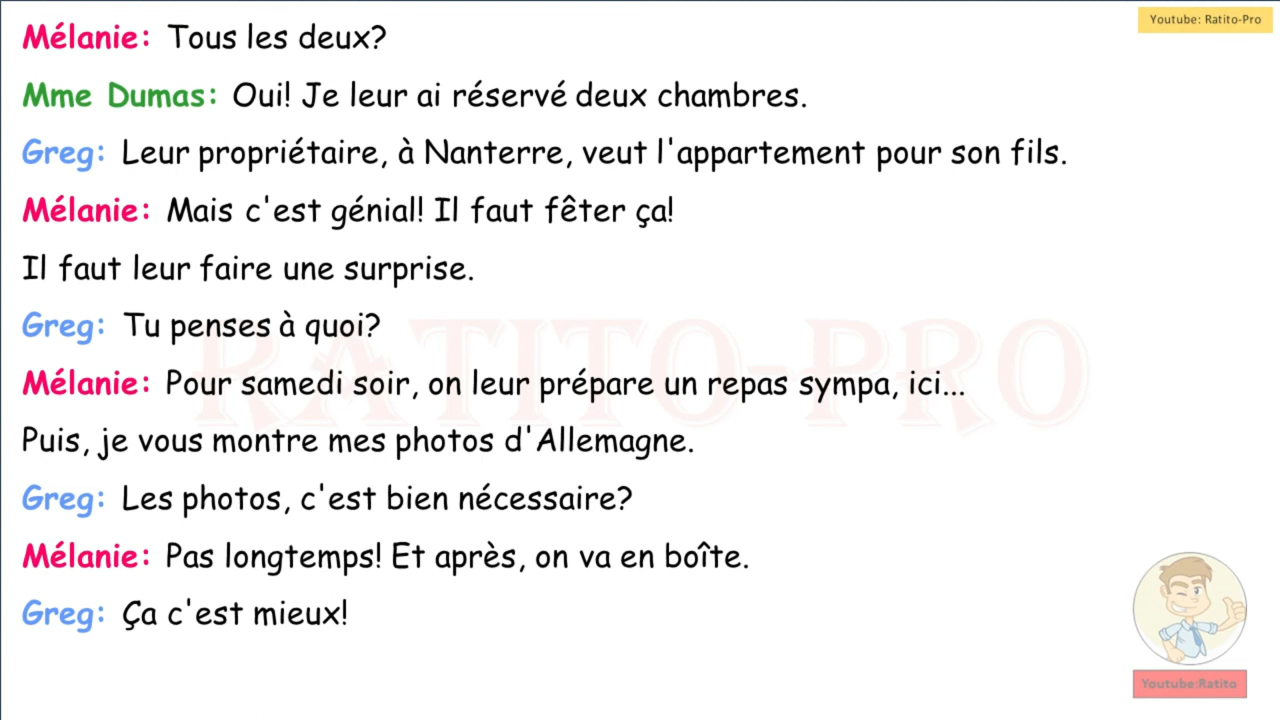 Youtube: Ratito-Pro
Mélanie: Tous les deux?
Mme Dumas: Oui! Je leur ai réservé deux chambres.
Greg: Leur propriétaire, à Nanterre, veut l'appartement pour son fils.
Mélanie: Mais c'est génial! Il faut fêter ça!
Il faut leur faire une surprise.
Greg: Tu penses à quoi?
RATITO-PRO
Mélanie: Pour samedi soir, on leur prépare un repas sympa, ici...
Puis, je vous montre mes photos d'Allemagne.
Greg: Les photos, c'est bien nécessaire?
Mélanie: Pas longtemps! Et après, on va en boîte.
Greg: Ça c'est mieux!
Youtube:Ratito